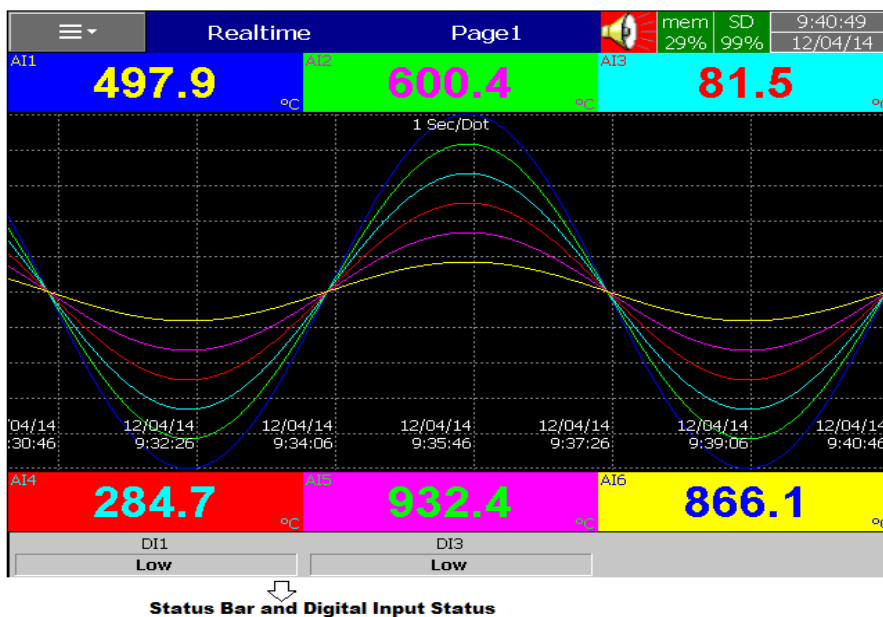 Realtime Page1 mem SD 9:40:49
29% 99% 12/04/14
AI1 AI2 AI3
497.9 °C 600.4 °C 81.5 °C
1 Sec/Dot
/04/14 12/04/14 12/04/14 12/04/14 12/04/14 12/04/14 12/04/14
:30:46 9:32:26 9:34:06 9:35:46 9:37:26 9:39:06 9:40:46
AI4 AI5 AI6
284.7 °C 932.4 °C 866.1 °C
DI1 DI3
Low Low
Status Bar and Digital Input Status